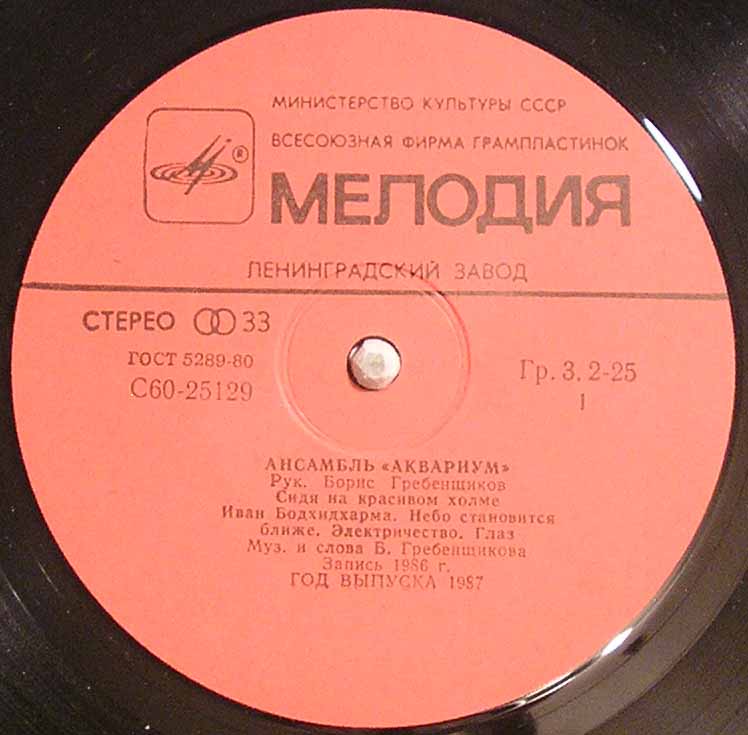 МИНИСТЕРСТВО КУЛЬТУРЫ СССР
ВСЕСОЮЗНАЯ ФИРМА ГРАМПЛАСТИНОК
®
МЕЛОДИЯ
ЛЕНИНГРАДСКИЙ ЗАВОД
СТЕРЕО 33
ГОСТ 5289-80
С60-25129
Гр. 3. 2-25
1
АНСАМБЛЬ «АКВАРИУМ»
Рук. Борис Гребенщиков
Сидя на красивом холме
Иван Бодхидхарма. Небо становится
ближе. Электричество. Глаз
Муз. и слова Б. Гребенщикова
Запись 1986 г.
ГОД ВЫПУСКА 1987